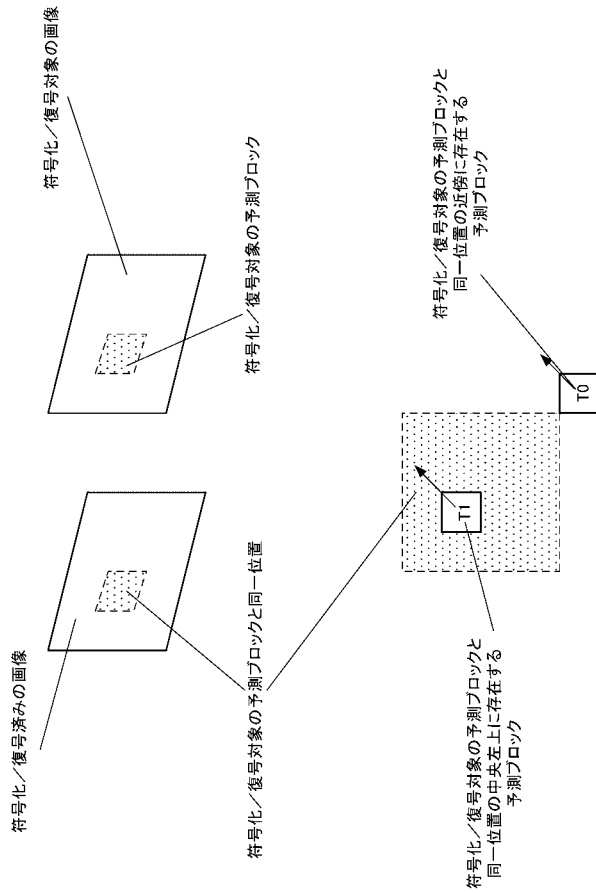 符号化／復号済みの画像
符号化／復号対象の画像
符号化／復号対象の予測ブロックと同一位置
符号化／復号対象の予測ブロック
符号化／復号対象の予測ブロックと
同一位置の中央左上に存在する
予測ブロック
T1
T0
符号化／復号対象の予測ブロックと
同一位置の近傍に存在する
予測ブロック